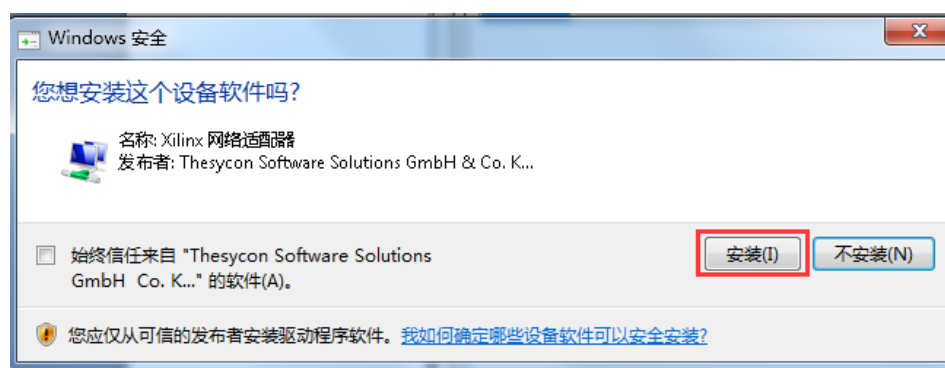 Windows 安全
您想安装这个设备软件吗?
名称: Xilinx 网络适配器
发布者: Thesycon Software Solutions GmbH & Co. K...
始终信任来自 "Thesycon Software Solutions
GmbH  Co. K..." 的软件(A)。
安装(I)
不安装(N)
您应仅从可信的发布者安装驱动程序软件。我如何确定哪些设备软件可以安全安装?